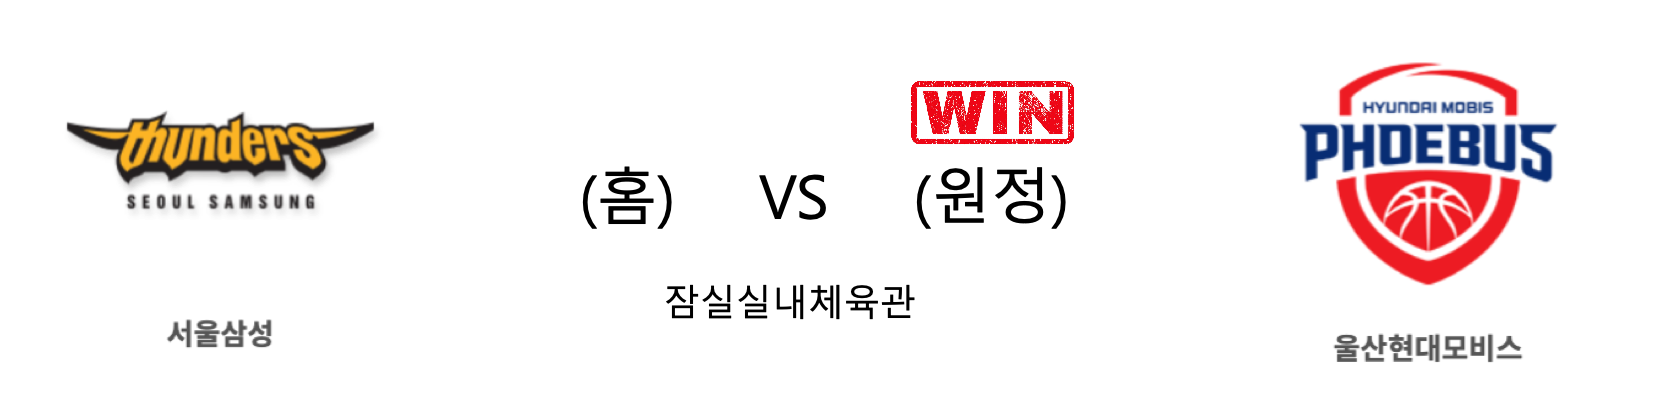 thunders
SEOUL SAMSUNG
서울삼성
WIN
(홈) VS (원정)
잠실실내체육관
HYUNDAI MOBIS
PHOEBUS
울산현대모비스